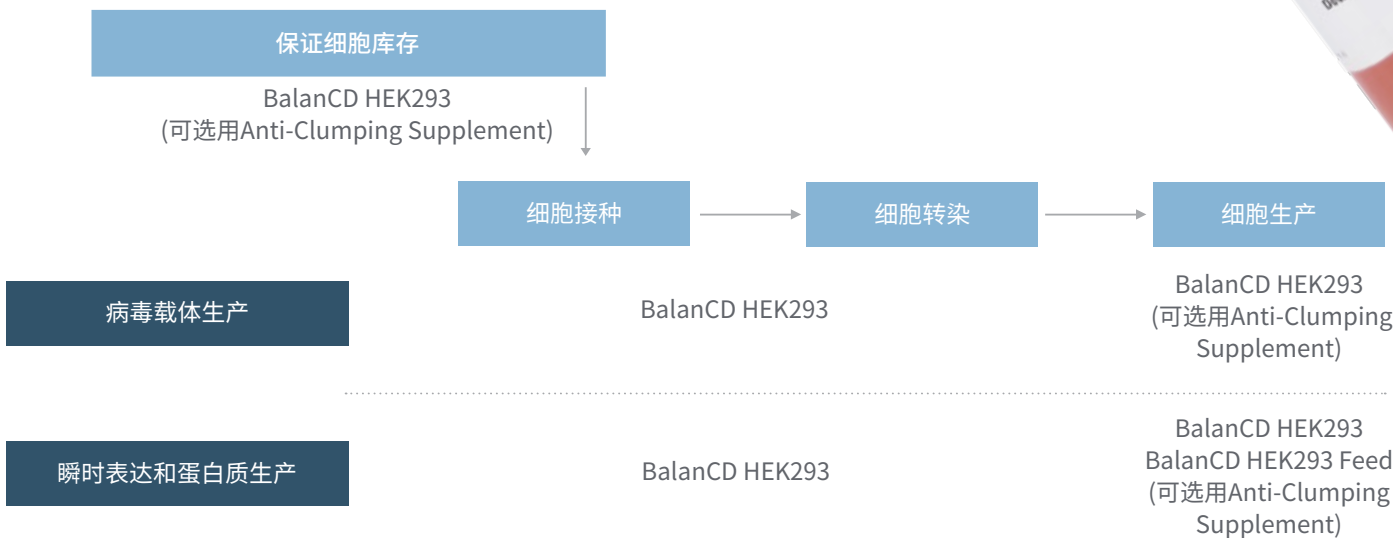 保证细胞库存
BalanCD HEK293
(可选用Anti-Clumping Supplement)
细胞接种
细胞转染
细胞生产
病毒载体生产
BalanCD HEK293
BalanCD HEK293
(可选用Anti-Clumping
Supplement)
瞬时表达和蛋白质生产
BalanCD HEK293
BalanCD HEK293
BalanCD HEK293 Feed
(可选用Anti-Clumping
Supplement)